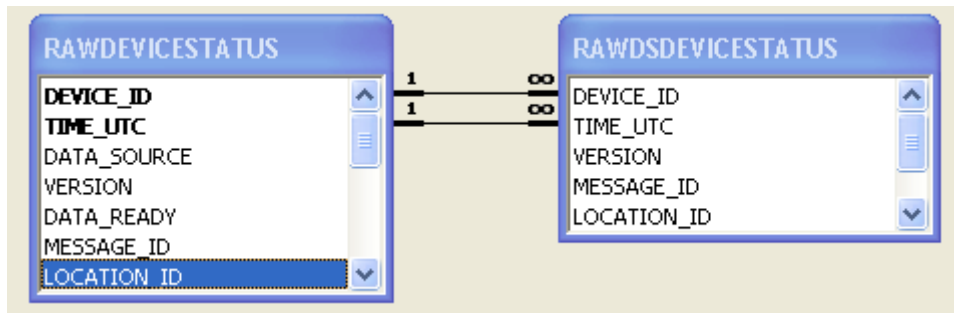 RAWDEVICESTATUS
DEVICE_ID
TIME_UTC
DATA_SOURCE
VERSION
DATA_READY
MESSAGE_ID
LOCATION_ID
1 ∞
1 ∞
RAWDSDEVICESTATUS
DEVICE_ID
TIME_UTC
VERSION
MESSAGE_ID
LOCATION_ID